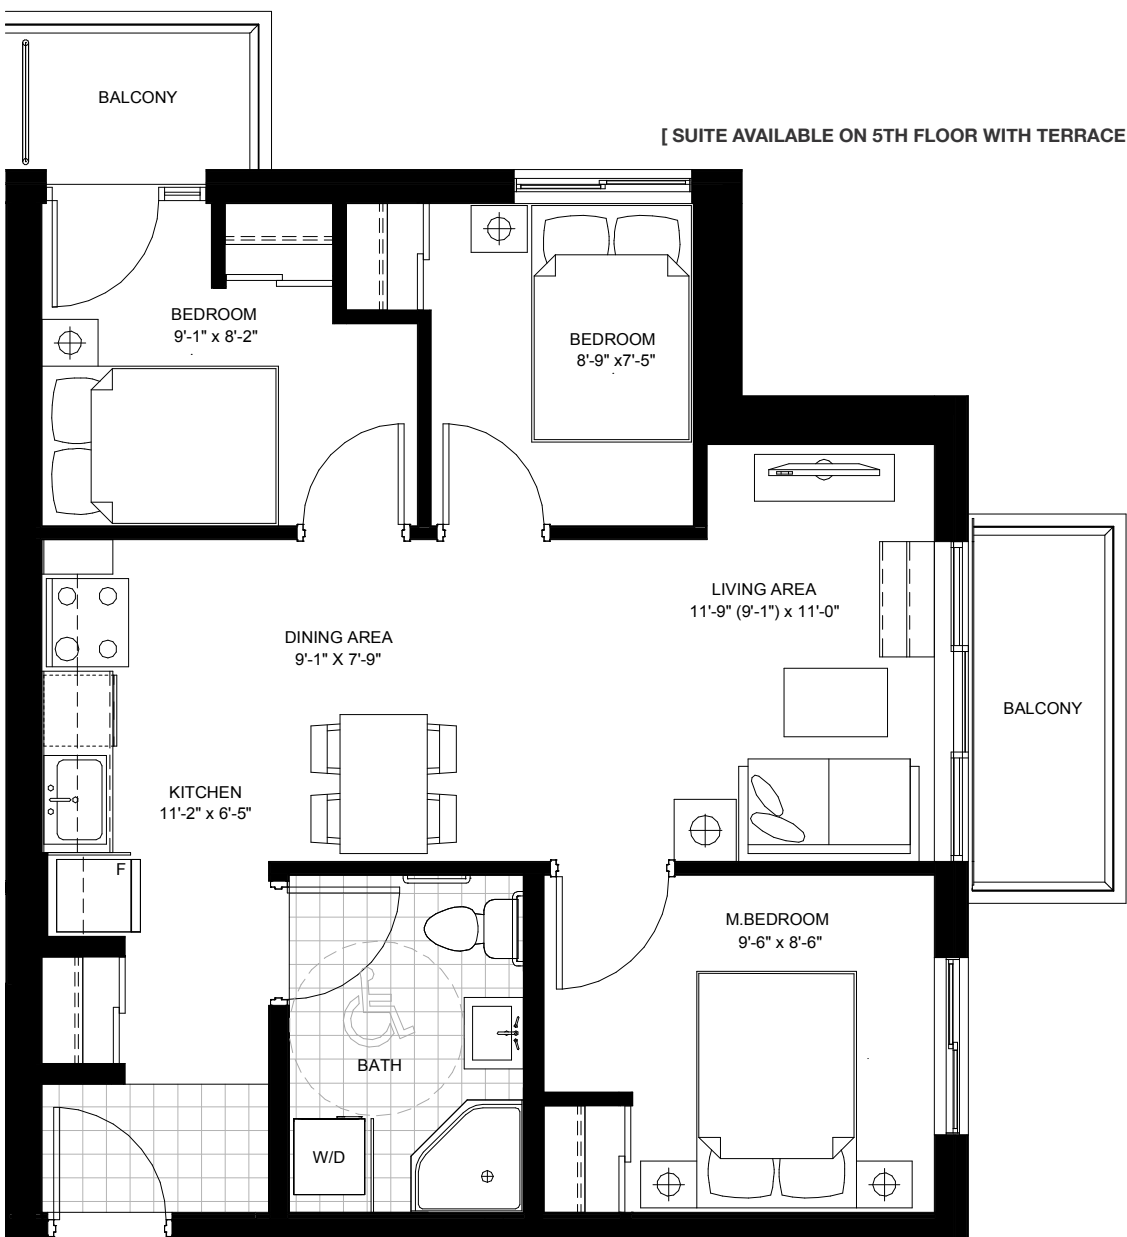 BALCONY
[ SUITE AVAILABLE ON 5TH FLOOR WITH TERRACE
BEDROOM
9'-1" x 8'-2"
BEDROOM
8'-9" x7'-5"
LIVING AREA
11'-9" (9'-1") x 11'-0"
DINING AREA
9'-1" X 7'-9"
BALCONY
KITCHEN
11'-2" x 6'-5"
F
M.BEDROOM
9'-6" x 8'-6"
BATH
W/D